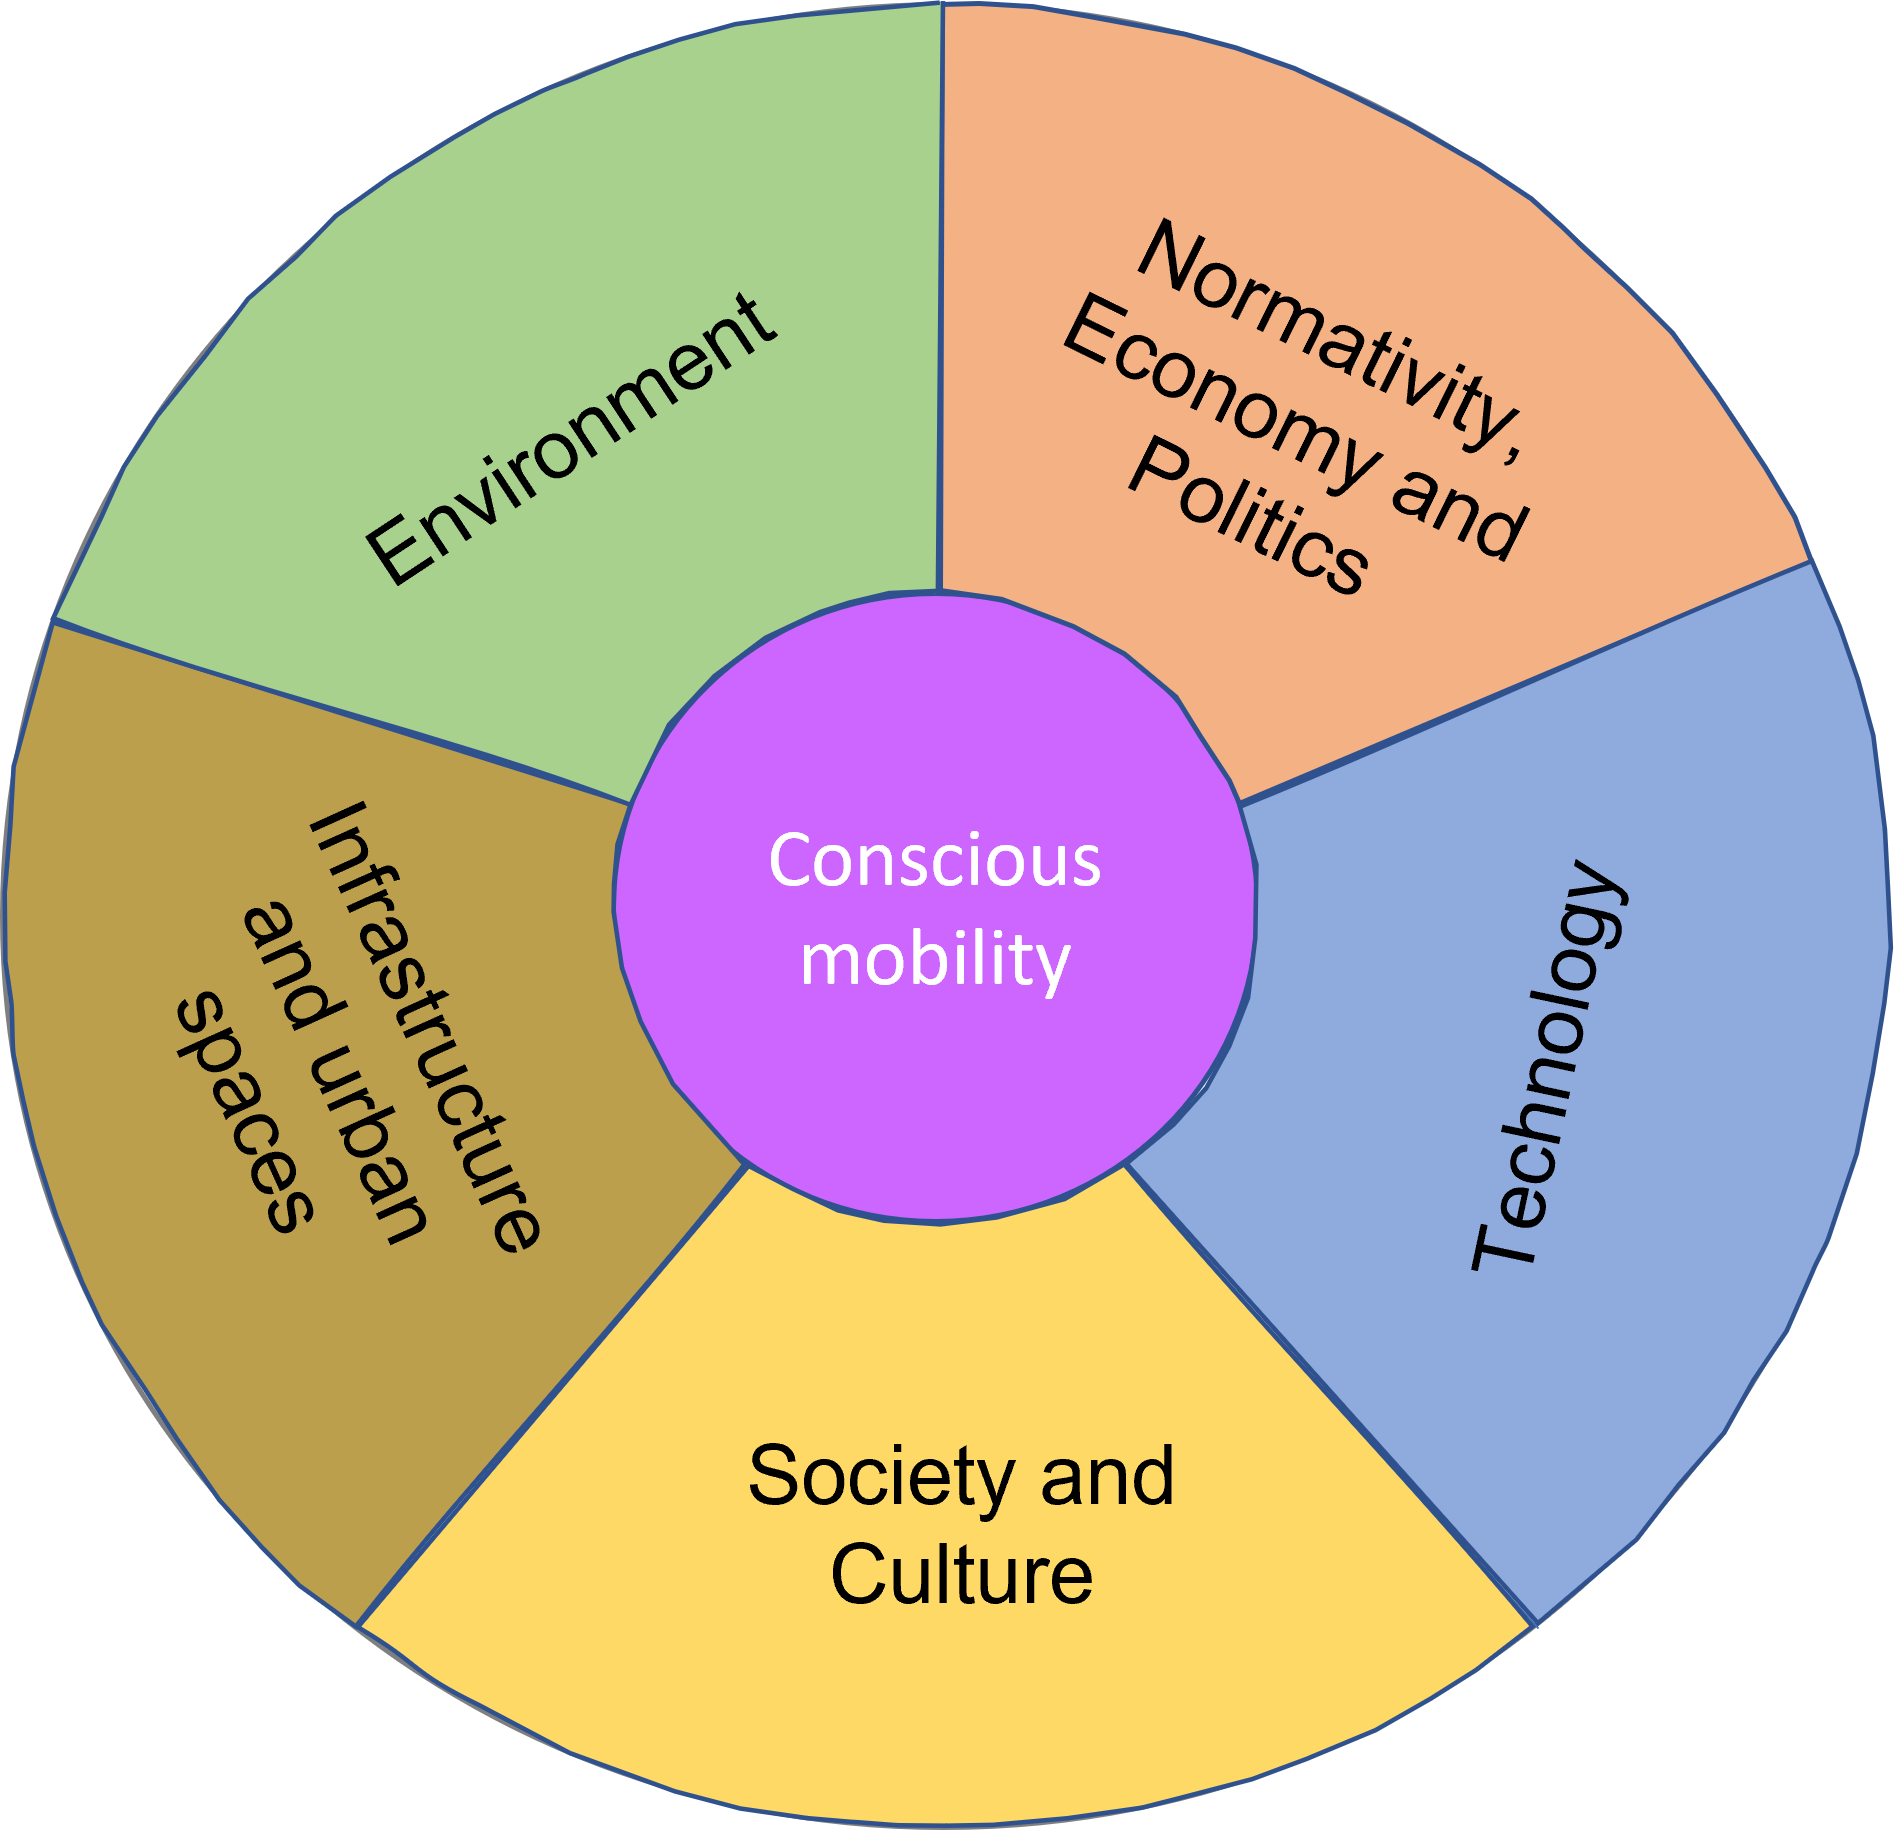 Environment
Normativity,
Economy and
Politics
Conscious
mobility
Technology
Infrastructure
and urban
spaces
Society and
Culture